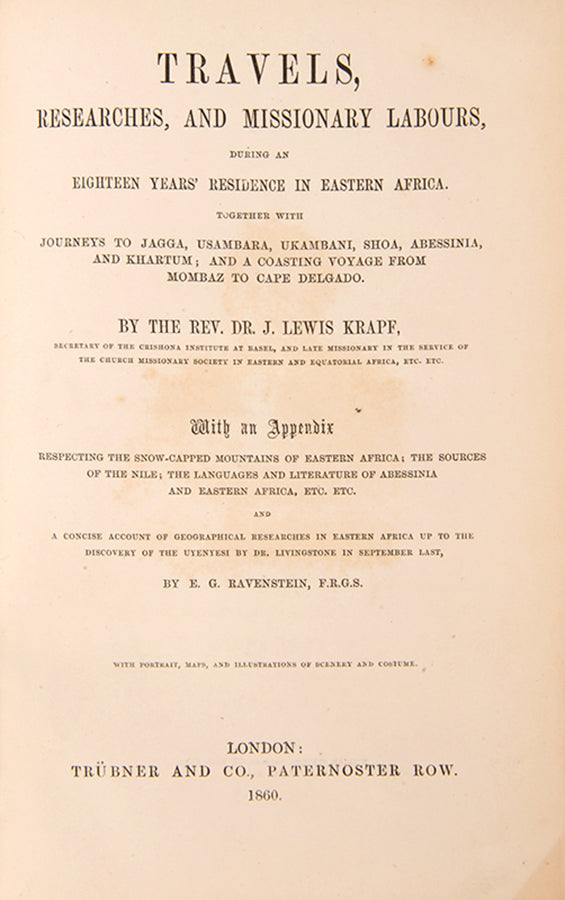 TRAVELS,
RESEARCHES, AND MISSIONARY LABOURS,
DURING AN
EIGHTEEN YEARS' RESIDENCE IN EASTERN AFRICA.
TOGETHER WITH
JOURNEYS TO JAGGA, USAMBARA, UKAMBANI, SHOA, ABESSINIA,
AND KHARTUM; AND A COASTING VOYAGE FROM
MOMBAZ TO CAPE DELGADO.
BY THE REV. DR. J. LEWIS KRAPF,
SECRETARY OF THE CRISHONA INSTITUTE AT BASEL, AND LATE MISSIONARY IN THE SERVICE OF
THE CHURCH MISSIONARY SOCIETY IN EASTERN AND EQUATORIAL AFRICA, ETC. ETC.
With an Appendix
RESPECTING THE SNOW-CAPPED MOUNTAINS OF EASTERN AFRICA; THE SOURCES
OF THE NILE; THE LANGUAGES AND LITERATURE OF ABESSINIA
AND EASTERN AFRICA, ETC. ETC.
AND
A CONCISE ACCOUNT OF GEOGRAPHICAL RESEARCHES IN EASTERN AFRICA UP TO THE
DISCOVERY OF THE UYENYESI BY DR. LIVINGSTONE IN SEPTEMBER LAST,
BY E. G. RAVENSTEIN, F.R.G.S.
WITH PORTRAIT, MAPS, AND ILLUSTRATIONS OF SCENERY AND COSTUME.
LONDON:
TRÜBNER AND CO., PATERNOSTER ROW.
1860.